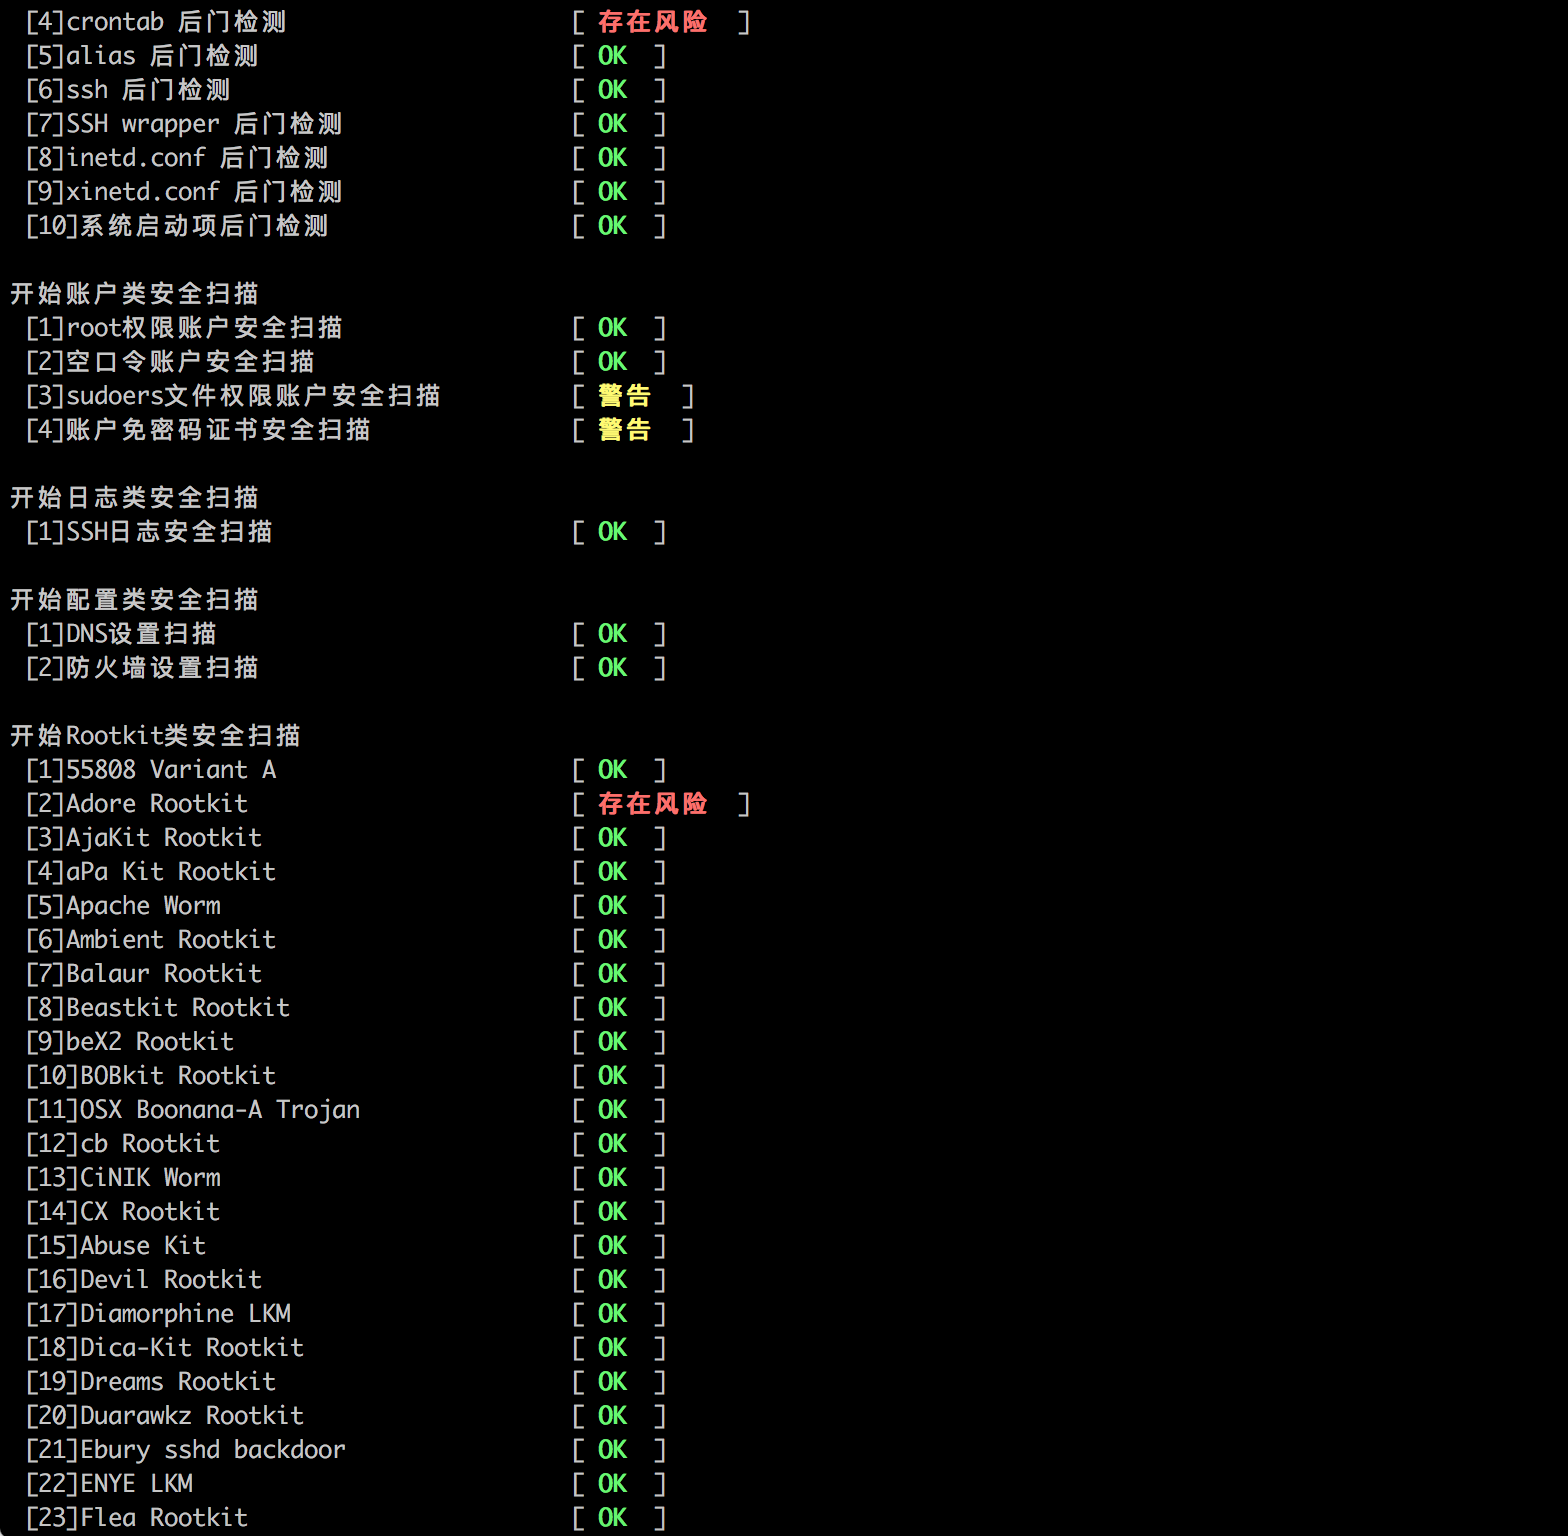 [4]crontab 后门检测 [ 存在风险 ]
[5]alias 后门检测 [ OK ]
[6]ssh 后门检测 [ OK ]
[7]SSH wrapper 后门检测 [ OK ]
[8]inetd.conf 后门检测 [ OK ]
[9]xinetd.conf 后门检测 [ OK ]
[10]系统启动项后门检测 [ OK ]
开始账户类安全扫描
[1]root权限账户安全扫描 [ OK ]
[2]空口令账户安全扫描 [ OK ]
[3]sudoers文件权限账户安全扫描 [ 警告 ]
[4]账户免密码证书安全扫描 [ 警告 ]
开始日志类安全扫描
[1]SSH日志安全扫描 [ OK ]
开始配置类安全扫描
[1]DNS设置扫描 [ OK ]
[2]防火墙设置扫描 [ OK ]
开始Rootkit类安全扫描
[1]55808 Variant A [ OK ]
[2]Adore Rootkit [ 存在风险 ]
[3]AjaKit Rootkit [ OK ]
[4]aPa Kit Rootkit [ OK ]
[5]Apache Worm [ OK ]
[6]Ambient Rootkit [ OK ]
[7]Balaur Rootkit [ OK ]
[8]Beastkit Rootkit [ OK ]
[9]beX2 Rootkit [ OK ]
[10]BOBkit Rootkit [ OK ]
[11]OSX Boonana-A Trojan [ OK ]
[12]cb Rootkit [ OK ]
[13]CiNIK Worm [ OK ]
[14]CX Rootkit [ OK ]
[15]Abuse Kit [ OK ]
[16]Devil Rootkit [ OK ]
[17]Diamorphine LKM [ OK ]
[18]Dica-Kit Rootkit [ OK ]
[19]Dreams Rootkit [ OK ]
[20]Duarawkz Rootkit [ OK ]
[21]Ebury sshd backdoor [ OK ]
[22]ENYE LKM [ OK ]
[23]Flea Rootkit [ OK ]